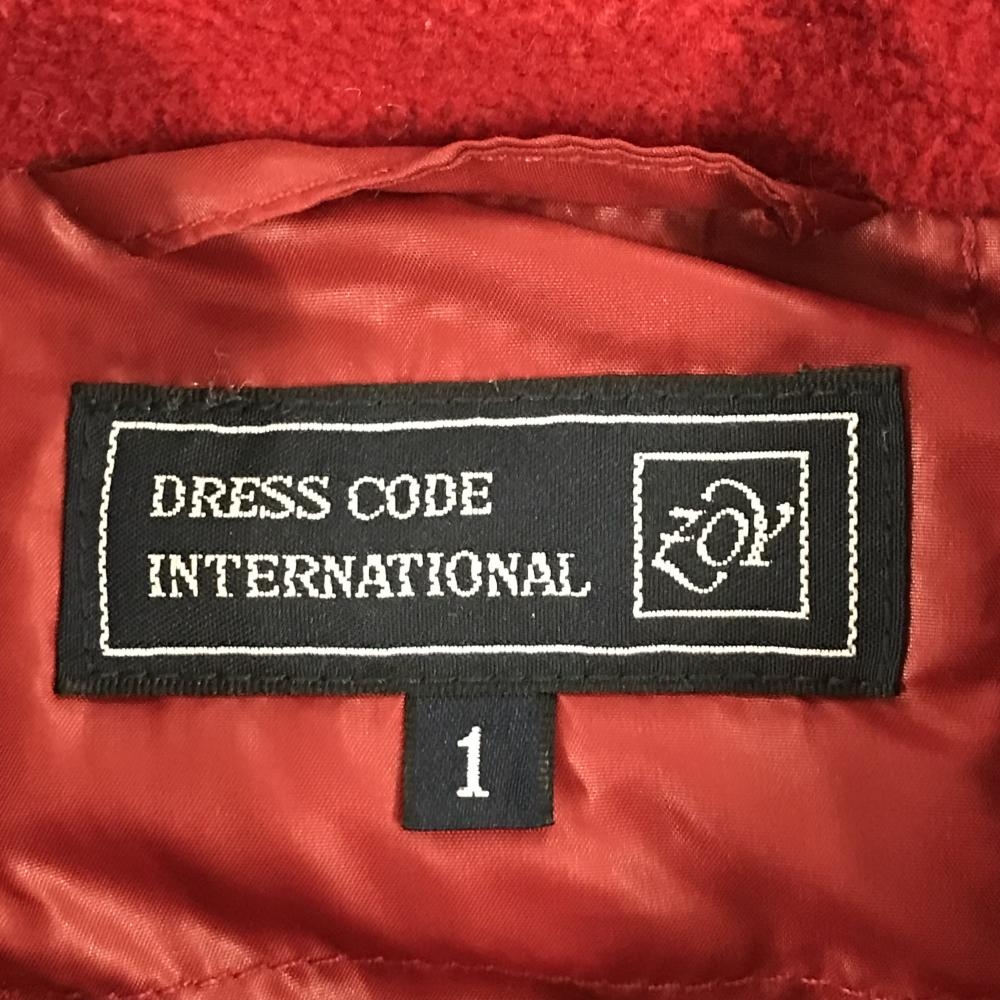 DRESS CODE
INTERNATIONAL
ZOY
1